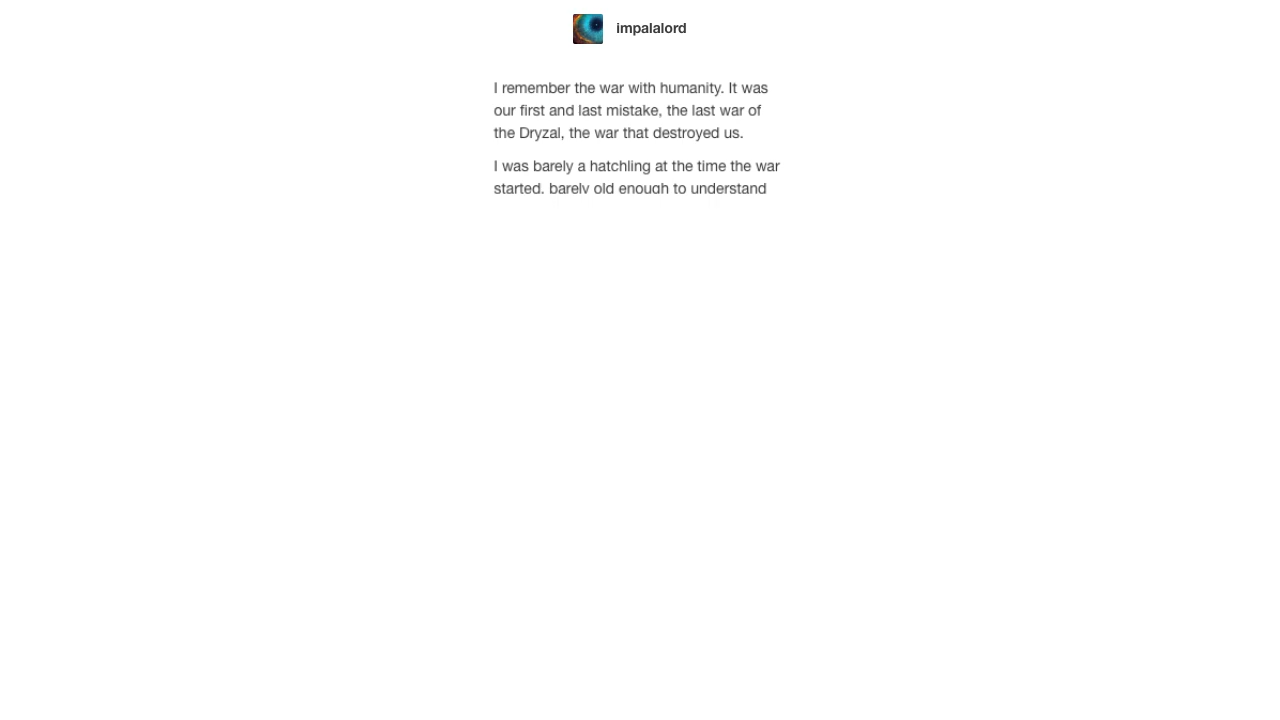 impalalord
I remember the war with humanity. It was
our first and last mistake, the last war of
the Dryzal, the war that destroyed us.
I was barely a hatchling at the time the war
started, barely old enough to understand